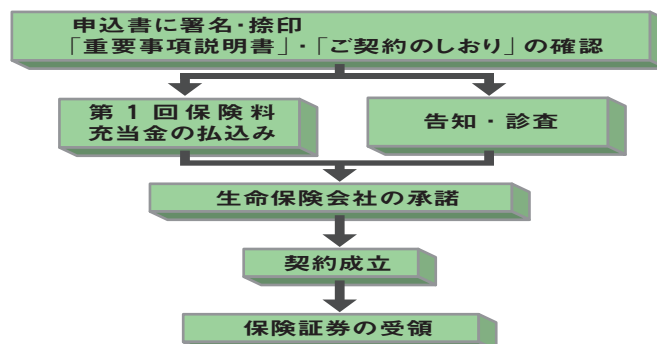 申込書に署名・捺印
「重要事項説明書」・「ご契約のしおり」の確認
第1回保険料
充当金の払込み
告知・診査
生命保険会社の承諾
契約成立
保険証券の受領